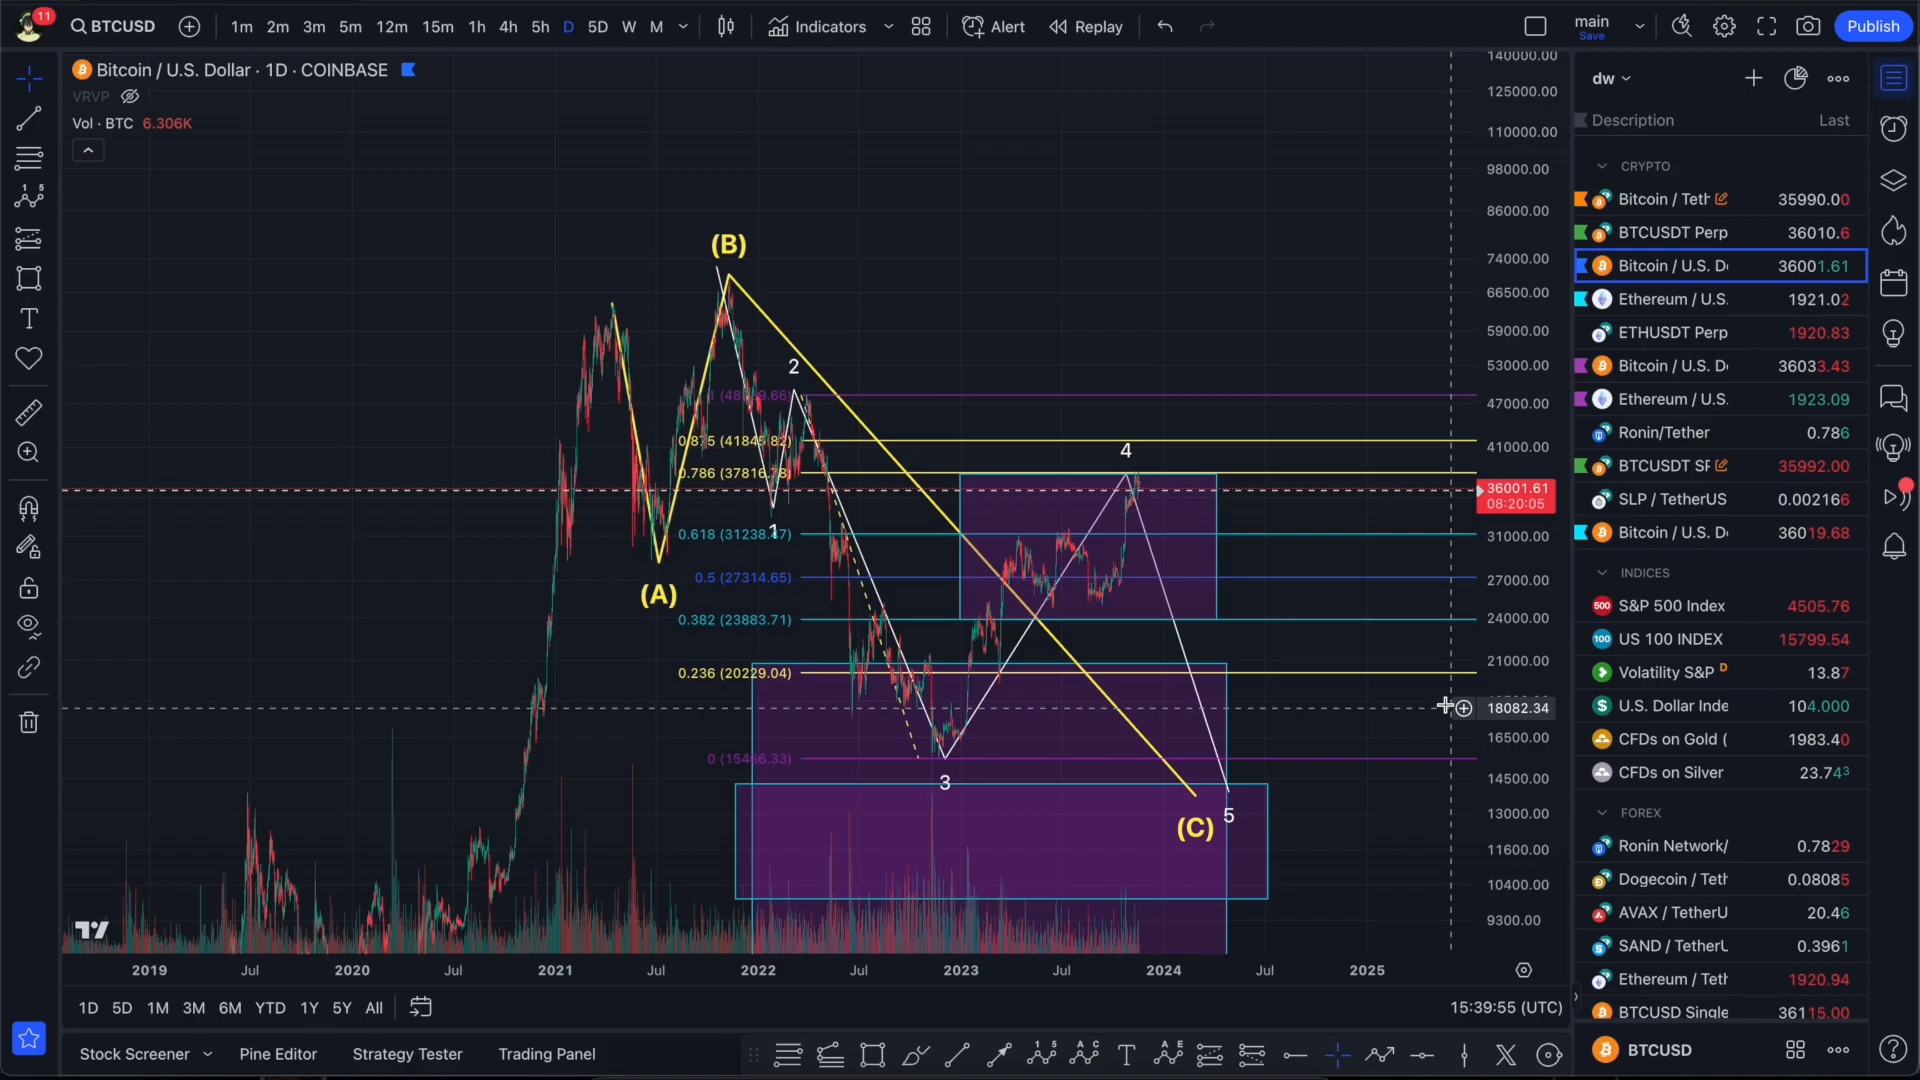 11
BTCUSD
1m 2m 3m 5m 12m 15m 1h 4h 5h D 5D W M
Indicators
Alert
Replay
main
Save
Publish
Bitcoin / U.S. Dollar · 1D · COINBASE
VRVP
Vol · BTC 6.306K
140000.00
125000.00
110000.00
98000.00
86000.00
74000.00
66500.00
59000.00
53000.00
47000.00
41000.00
36001.61
08:20:05
31000.00
27000.00
24000.00
21000.00
18082.34
16500.00
14500.00
13000.00
11600.00
10400.00
9300.00
(B)
2
0.875 (41845.82)
4
0.786 (37816.78)
1
0.618 (31238.47)
0.5 (27314.65)
(A)
0.382 (23883.71)
0.236 (20229.04)
3
5
(C)
2019 Jul 2020 Jul 2021 Jul 2022 Jul 2023 Jul 2024 Jul 2025
1D 5D 1M 3M 6M YTD 1Y 5Y All
15:39:55 (UTC)
Stock Screener
Pine Editor
Strategy Tester
Trading Panel
dw
Description Last
CRYPTO
Bitcoin / Teth 35990.00
BTCUSDT Perp 36010.6
Bitcoin / U.S. D 36001.61
Ethereum / U.S. 1921.02
ETHUSDT Perp 1920.83
Bitcoin / U.S. D 36033.43
Ethereum / U.S. 1923.09
Ronin/Tether 0.786
BTCUSDT SF 35992.00
SLP / TetherUS 0.002166
Bitcoin / U.S. D 36019.68
INDICES
500 S&P 500 Index 4505.76
100 US 100 INDEX 15799.54
Volatility S&P D 13.87
U.S. Dollar Inde 104.000
CFDs on Gold ( 1983.40
CFDs on Silver 23.743
FOREX
Ronin Network/ 0.7829
Dogecoin / Teth 0.08085
AVAX / TetherU 20.46
SAND / TetherU 0.3961
Ethereum / Teth 1920.94
BTCUSD Single 36115.00
BTCUSD